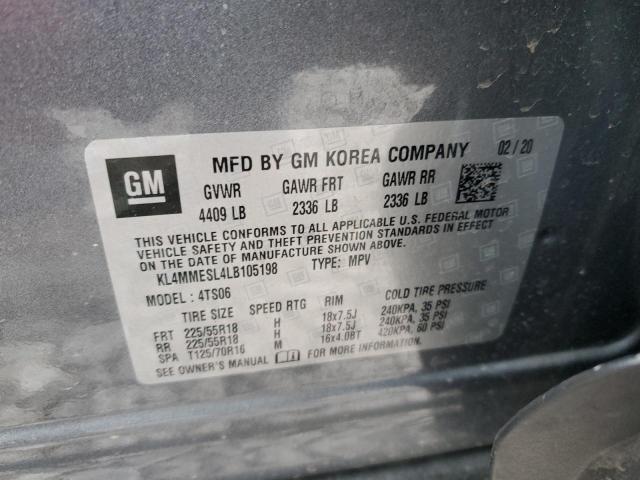 GM
MFD BY GM KOREA COMPANY 02/20
GVWR GAWR FRT GAWR RR
4409 LB 2336 LB 2336 LB
THIS VEHICLE CONFORMS TO ALL APPLICABLE U.S. FEDERAL MOTOR
VEHICLE SAFETY AND THEFT PREVENTION STANDARDS IN EFFECT
ON THE DATE OF MANUFACTURE SHOWN ABOVE.
KL4MMESL4LB105198 TYPE: MPV
MODEL: 4TS06
TIRE SIZE SPEED RTG RIM COLD TIRE PRESSURE
FRT 225/55R18 H 18x7.5J 240KPA, 35 PSI
RR 225/55R18 H 18x7.5J 240KPA, 35 PSI
SPA T125/70R16 M 16x4.0BT 420KPA, 60 PSI
SEE OWNER'S MANUAL FOR MORE INFORMATION.